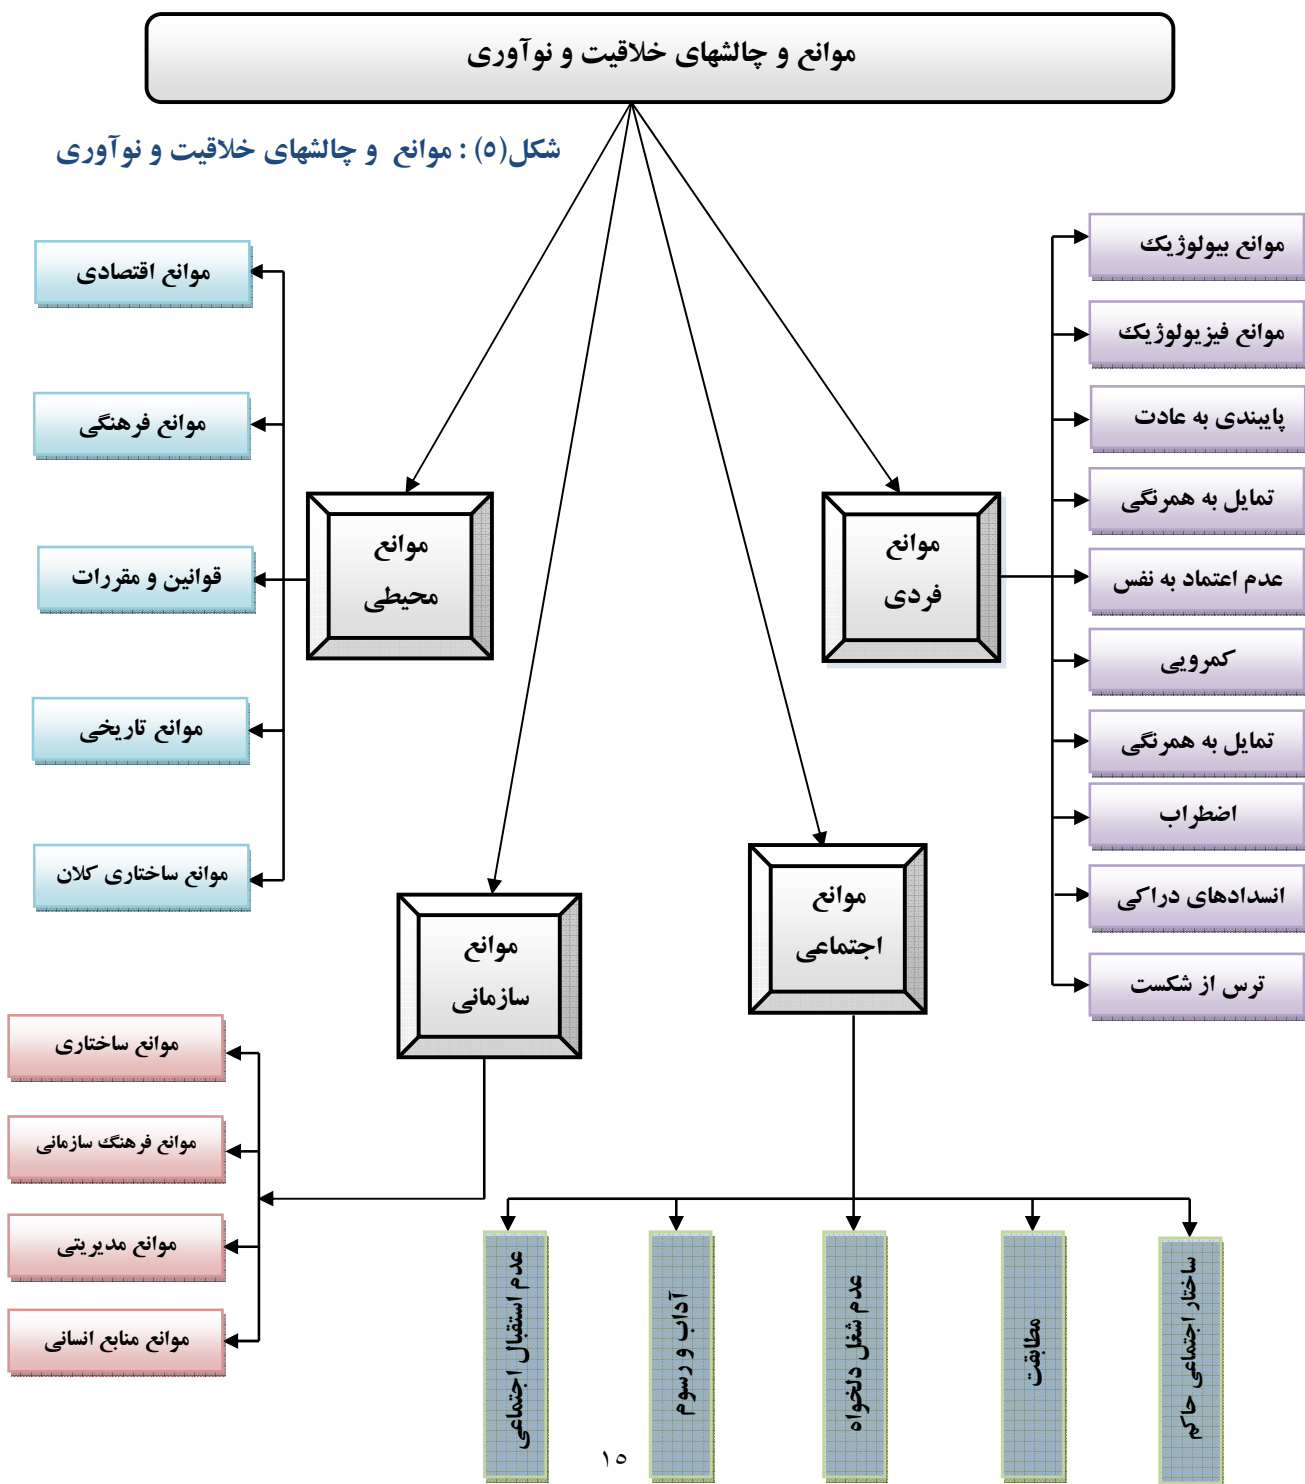 موانع و چالشهای خلاقیت و نوآوری
شکل(۵) : موانع و چالشهای خلاقیت و نوآوری
موانع بیولوژیک
موانع فیزیولوژیک
پایبندی به عادت
تمایل به همرنگی
عدم اعتماد به نفس
کمرویی
تمایل به همرنگی
اضطراب
انسدادهای دراکی
ترس از شکست
موانع
فردی
موانع
محیطی
موانع اقتصادی
موانع فرهنگی
قوانین و مقررات
موانع تاریخی
موانع ساختاری کلان
موانع
اجتماعی
موانع
سازمانی
موانع ساختاری
موانع فرهنگ سازمانی
موانع مدیریتی
موانع منابع انسانی
ساختار اجتماعی حاکم
مطابقت
عدم شغل دلخواه
آداب و رسوم
عدم استقبال اجتماعی
۱۵